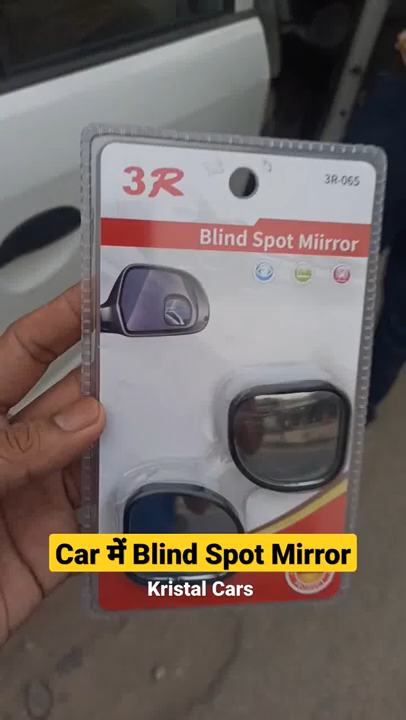 3R
3R-065
Blind Spot Miirror
Car में Blind Spot Mirror
Kristal Cars